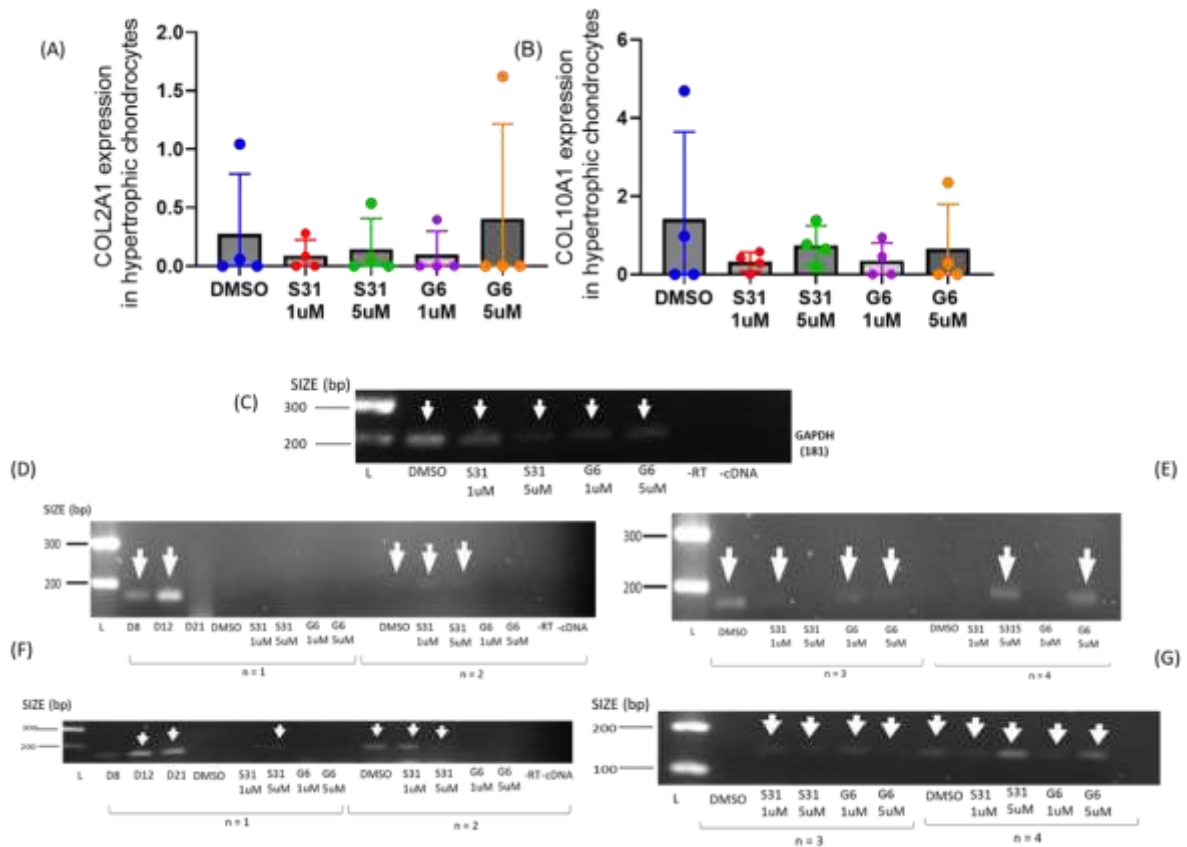 (A)
COL2A1 expression
in hypertrophic chondrocytes
2.0
1.5
1.0
0.5
0.0
DMSO
S31
1uM
S31
5uM
G6
1uM
G6
5uM
(B)
COL10A1 expression
in hypertrophic chondrocytes
6
4
2
0
DMSO
S31
1uM
S31
5uM
G6
1uM
G6
5uM
(C)
SIZE (bp)
300
200
GAPDH
(181)
L DMSO S31 S31 G6 G6 -RT -cDNA
1uM 5uM 1uM 5uM
(D)
SIZE (bp)
300
200
L D8 D12 D21 DMSO S31 S31 G6 G6 DMSO S31 S31 G6 G6 -RT -cDNA
1uM 5uM 1uM 5uM 1uM 5uM 1uM 5uM
n = 1 n = 2
(E)
300
200
L DMSO S31 S31 G6 G6 DMSO S31 S315 G6 G6
1uM 5uM 1uM 5uM 1uM 5uM 1uM 5uM
n = 3 n = 4
(F)
SIZE (bp)
300
200
L D8 D12 D21 DMSO S31 S31 G6 G6 DMSO S31 S31 G6 G6 -RT -cDNA
1uM 5uM 1uM 5uM 1uM 5uM 1uM 5uM
n = 1 n = 2
(G)
SIZE (bp)
200
100
L DMSO S31 S31 G6 G6 DMSO S31 S31 G6 G6
1uM 5uM 1uM 5uM 1uM 5uM 1uM 5uM
n = 3 n = 4